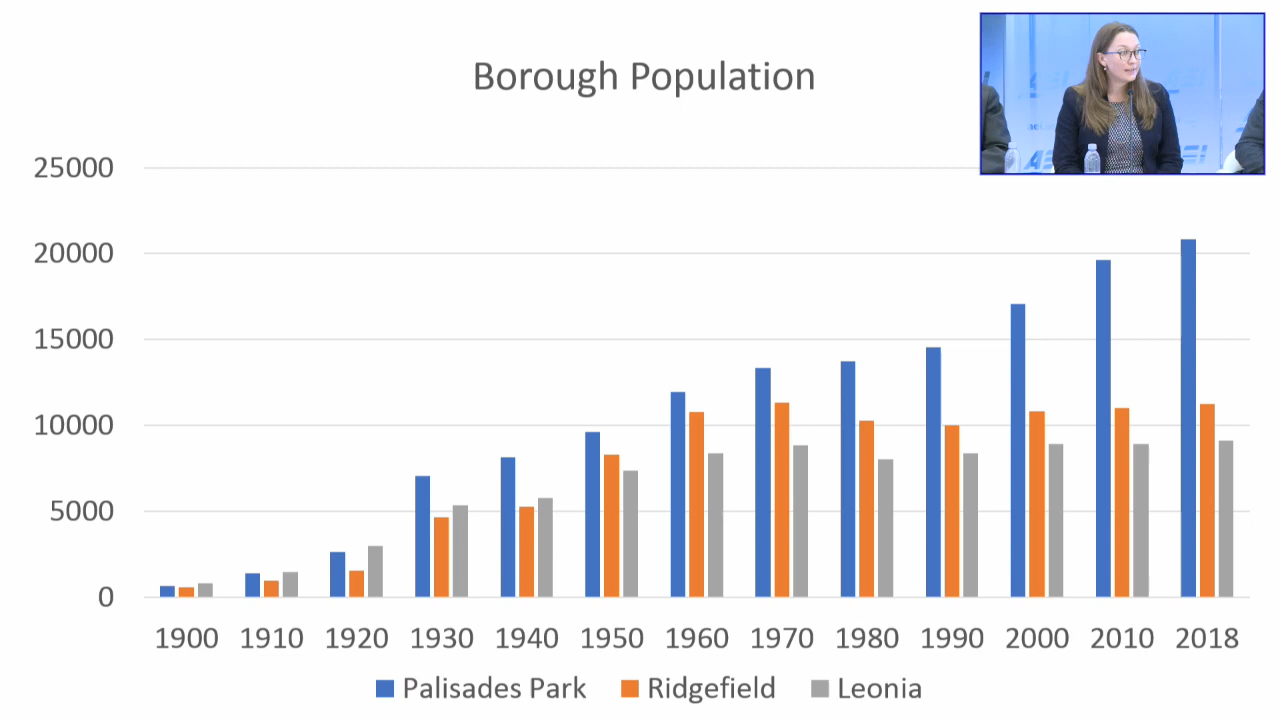 Borough Population
25000
20000
15000
10000
5000
0
1900 1910 1920 1930 1940 1950 1960 1970 1980 1990 2000 2010 2018
Palisades Park Ridgefield Leonia
AEI